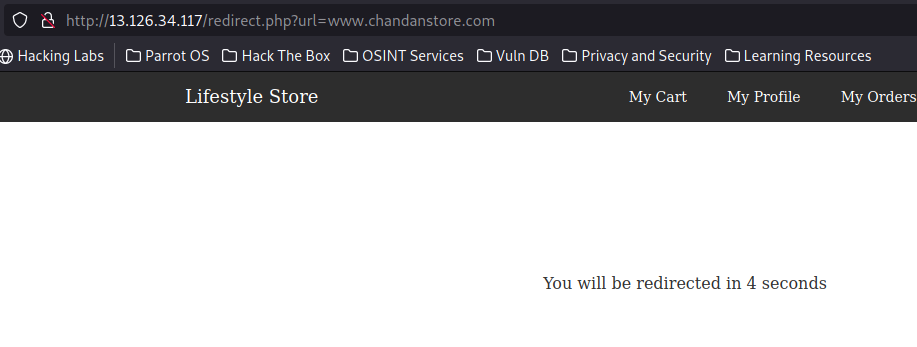 http://13.126.34.117/redirect.php?url=www.chandanstore.com
Hacking Labs Parrot OS Hack The Box OSINT Services Vuln DB Privacy and Security Learning Resources
Lifestyle Store My Cart My Profile My Orders
You will be redirected in 4 seconds